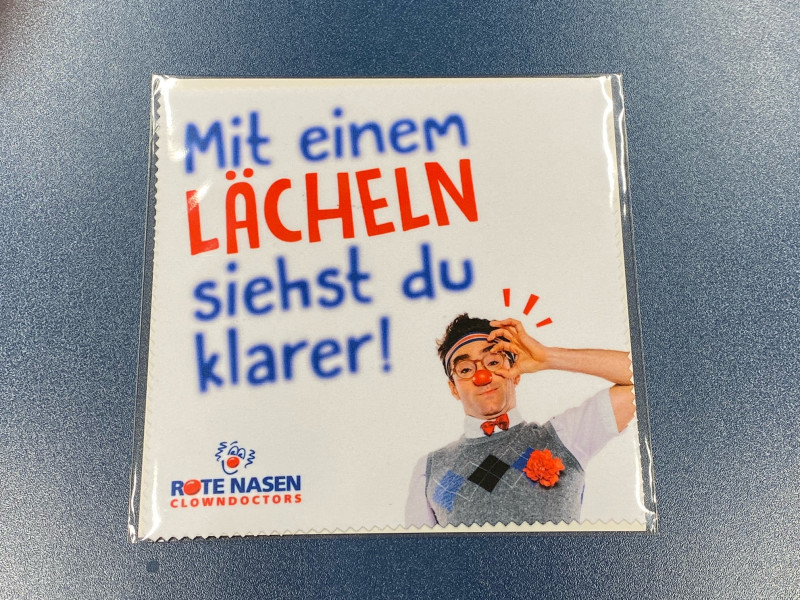 Mit einem
LÄCHELN
siehst du
klarer!
ROTE NASEN
CLOWNDOCTORS